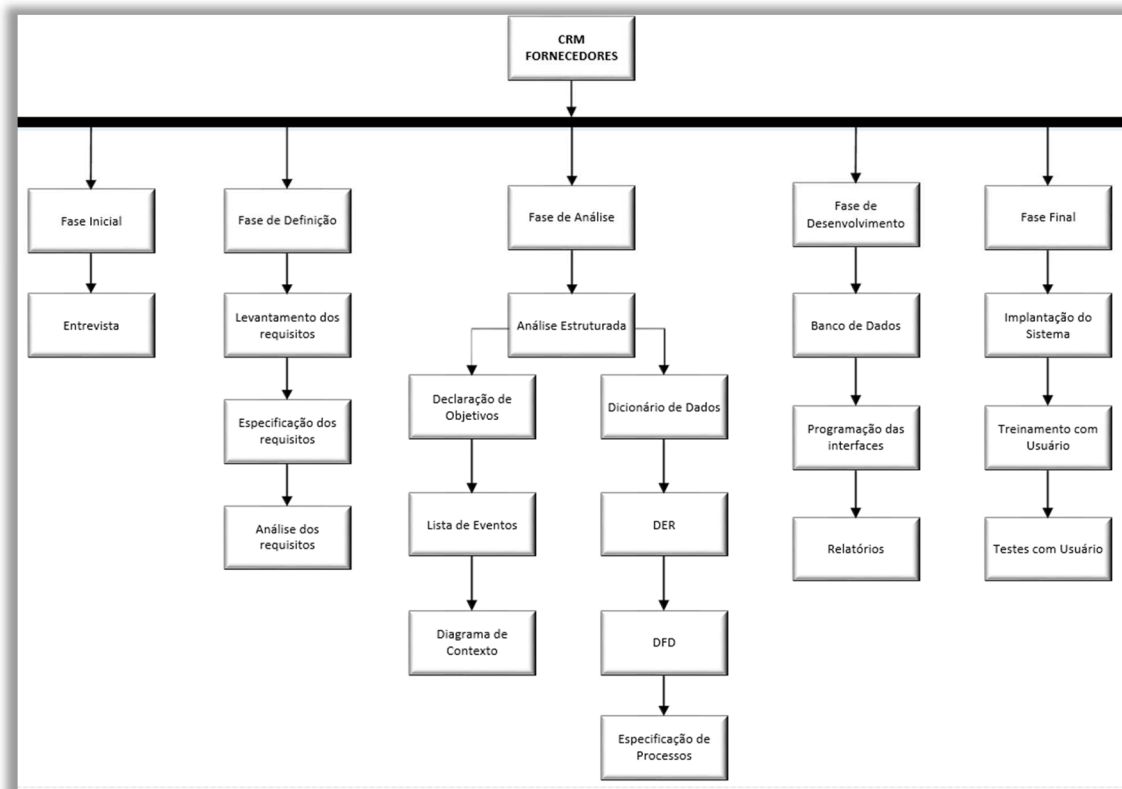 CRM
FORNECEDORES
Fase Inicial
Entrevista
Fase de Definição
Levantamento dos
requisitos
Especificação dos
requisitos
Análise dos
requisitos
Fase de Análise
Análise Estruturada
Declaração de
Objetivos
Lista de Eventos
Diagrama de
Contexto
Dicionário de Dados
DER
DFD
Especificação de
Processos
Fase de
Desenvolvimento
Banco de Dados
Programação das
interfaces
Relatórios
Fase Final
Implantação do
Sistema
Treinamento com
Usuário
Testes com Usuário